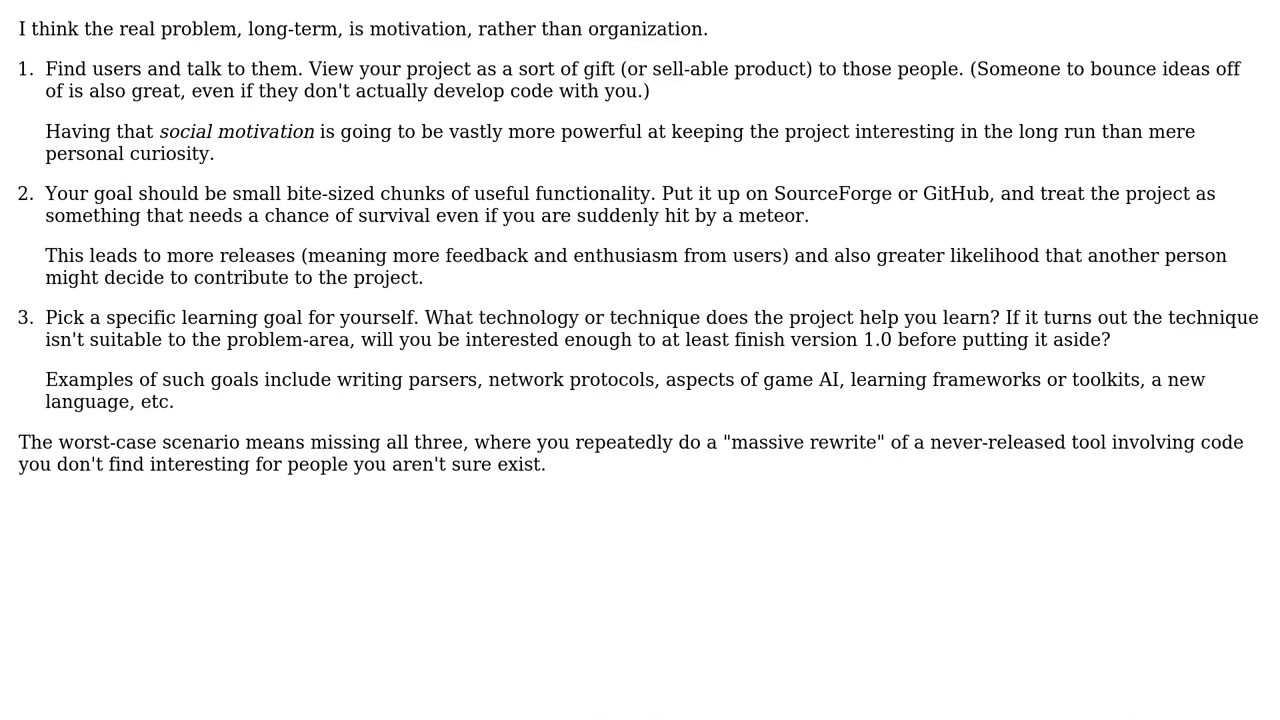 I think the real problem, long-term, is motivation, rather than organization.
1. Find users and talk to them. View your project as a sort of gift (or sell-able product) to those people. (Someone to bounce ideas off
of is also great, even if they don't actually develop code with you.)
Having that social motivation is going to be vastly more powerful at keeping the project interesting in the long run than mere
personal curiosity.
2. Your goal should be small bite-sized chunks of useful functionality. Put it up on SourceForge or GitHub, and treat the project as
something that needs a chance of survival even if you are suddenly hit by a meteor.
This leads to more releases (meaning more feedback and enthusiasm from users) and also greater likelihood that another person
might decide to contribute to the project.
3. Pick a specific learning goal for yourself. What technology or technique does the project help you learn? If it turns out the technique
isn't suitable to the problem-area, will you be interested enough to at least finish version 1.0 before putting it aside?
Examples of such goals include writing parsers, network protocols, aspects of game AI, learning frameworks or toolkits, a new
language, etc.
The worst-case scenario means missing all three, where you repeatedly do a "massive rewrite" of a never-released tool involving code
you don't find interesting for people you aren't sure exist.